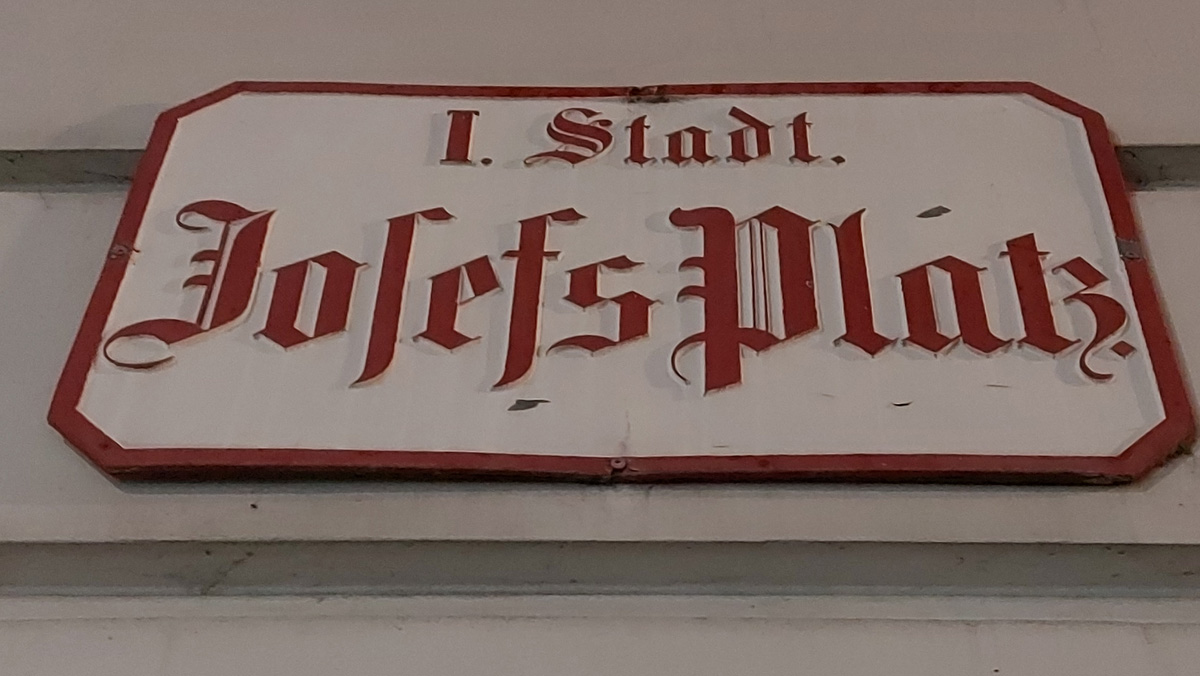 I. Stadt.
Joſefs Platz.